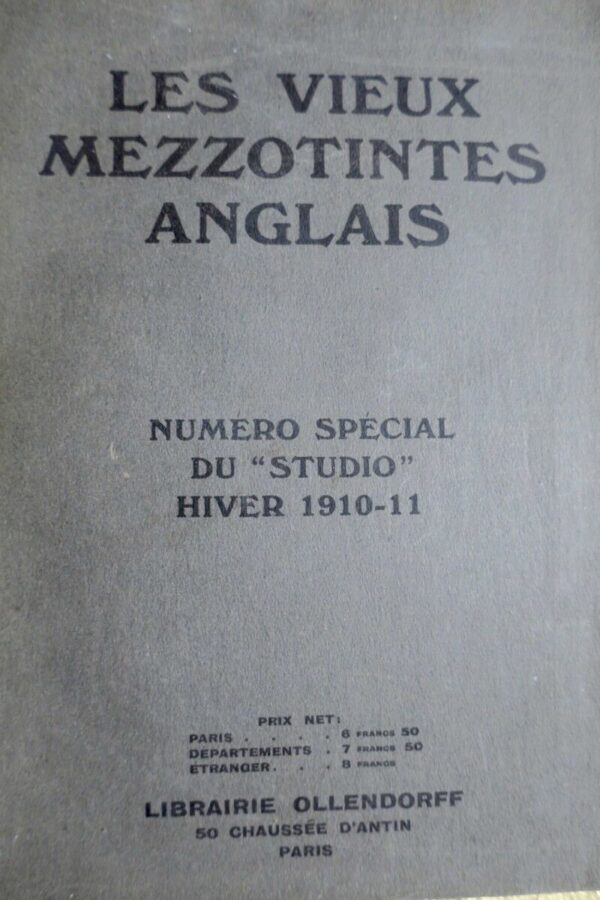 LES VIEUX
MEZZOTINTES
ANGLAIS
NUMÉRO SPÉCIAL
DU “STUDIO”
HIVER 1910-11
PRIX NET:
PARIS . . . . 6 FRANCS 50
DEPARTEMENTS . 7 FRANCS 50
ETRANGER. . . 8 FRANCS
LIBRAIRIE OLLENDORFF
50 CHAUSSÉE D'ANTIN
PARIS